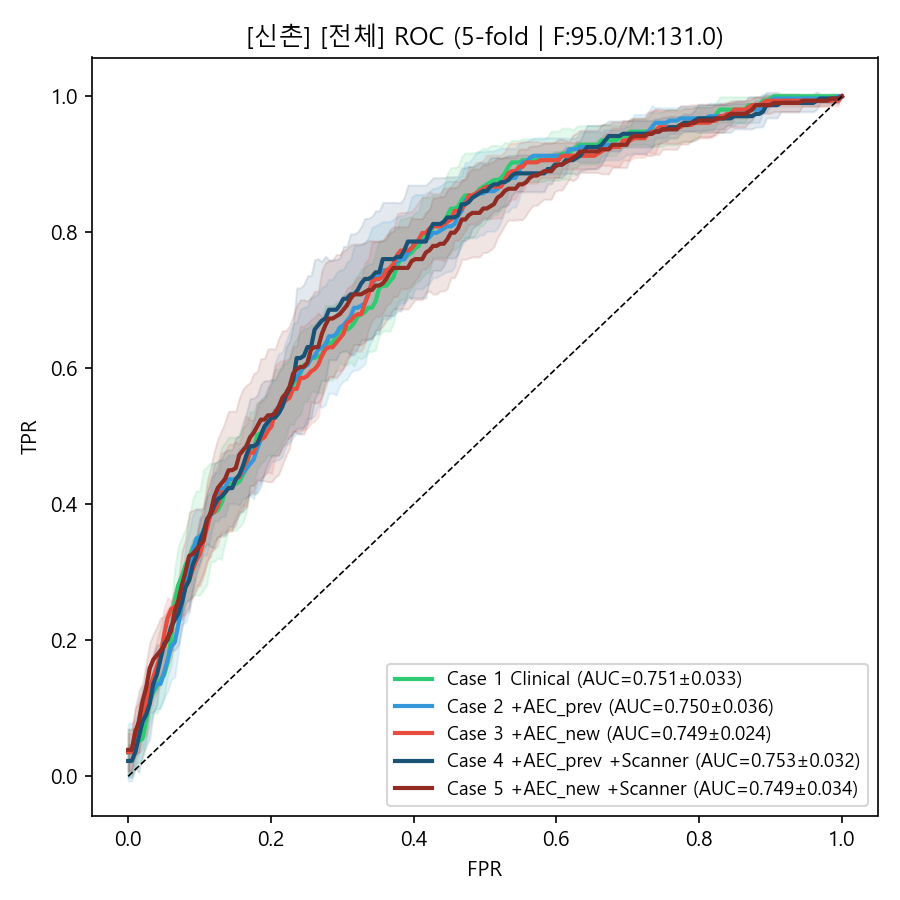 [신촌] [전체] ROC (5-fold | F:95.0/M:131.0)
1.0
0.8
0.6
0.4
0.2
0.0
TPR
Case 1 Clinical (AUC=0.751±0.033)
Case 2 +AEC_prev (AUC=0.750±0.036)
Case 3 +AEC_new (AUC=0.749±0.024)
Case 4 +AEC_prev +Scanner (AUC=0.753±0.032)
Case 5 +AEC_new +Scanner (AUC=0.749±0.034)
0.0 0.2 0.4 0.6 0.8 1.0
FPR